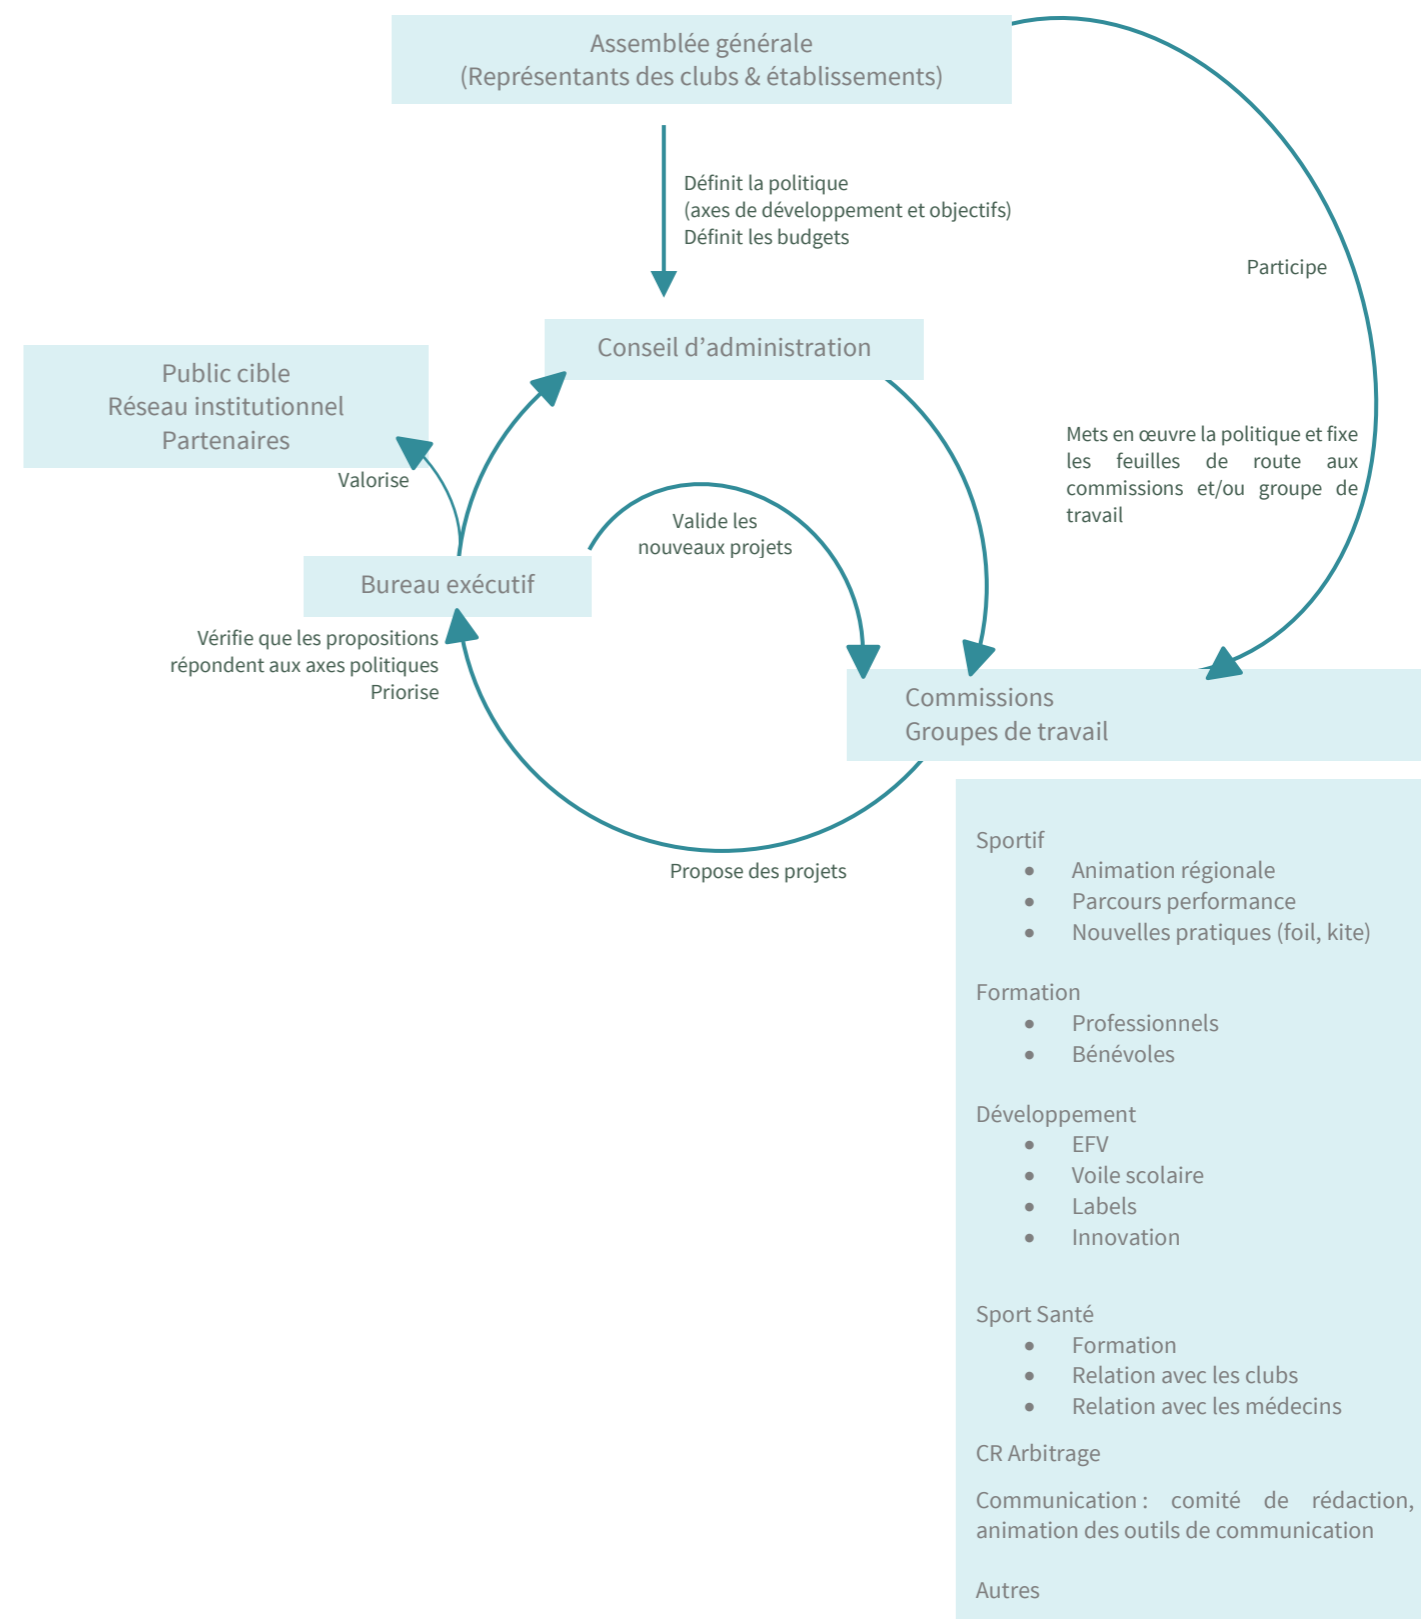 Assemblée générale
(Représentants des clubs & établissements)
Définit la politique
(axes de développement et objectifs)
Définit les budgets
Participe
Conseil d’administration
Public cible
Réseau institutionnel
Partenaires
Valorise
Mets en œuvre la politique et fixe
les feuilles de route aux
commissions et/ou groupe de
travail
Valide les
nouveaux projets
Bureau exécutif
Vérifie que les propositions
répondent aux axes politiques
Priorise
Commissions
Groupes de travail
Propose des projets
Sportif
• Animation régionale
• Parcours performance
• Nouvelles pratiques (foil, kite)
Formation
• Professionnels
• Bénévoles
Développement
• EFV
• Voile scolaire
• Labels
• Innovation
Sport Santé
• Formation
• Relation avec les clubs
• Relation avec les médecins
CR Arbitrage
Communication : comité de rédaction,
animation des outils de communication
Autres